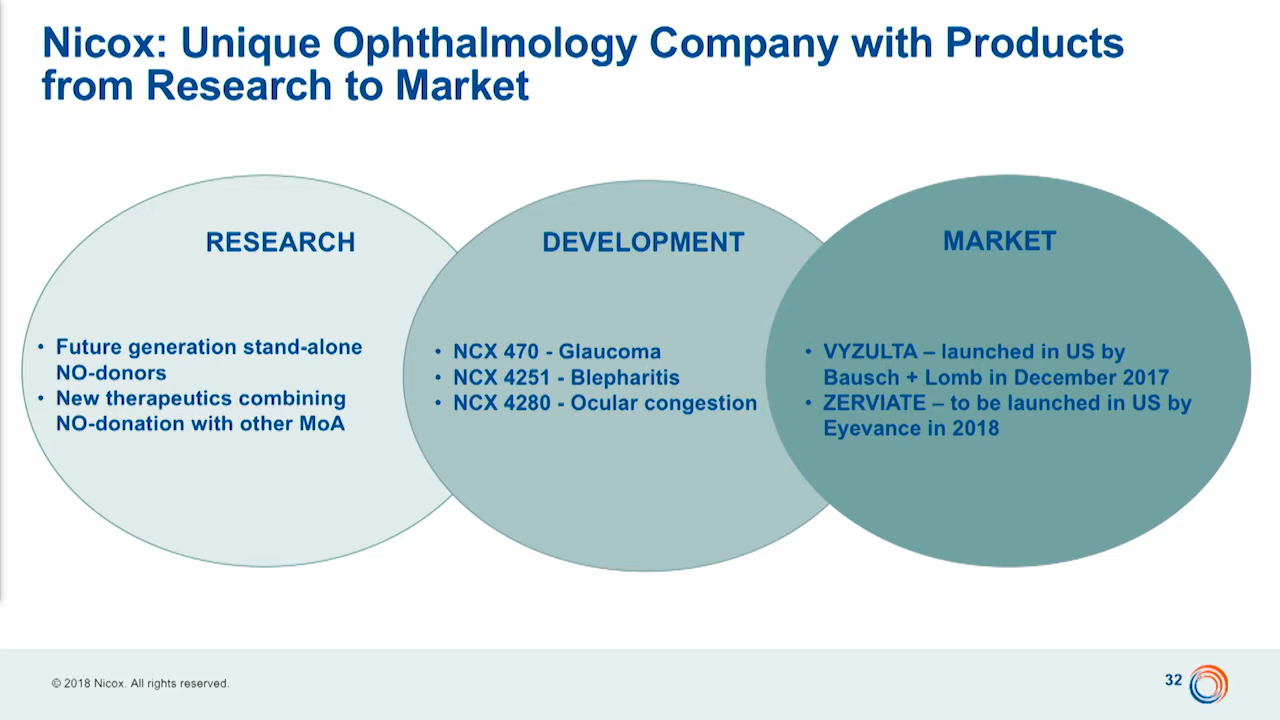 Nicox: Unique Ophthalmology Company with Products
from Research to Market
RESEARCH
• Future generation stand-alone
NO-donors
• New therapeutics combining
NO-donation with other MoA
DEVELOPMENT
• NCX 470 - Glaucoma
• NCX 4251 - Blepharitis
• NCX 4280 - Ocular congestion
MARKET
• VYZULTA – launched in US by
Bausch + Lomb in December 2017
• ZERVIATE – to be launched in US by
Eyevance in 2018
© 2018 Nicox. All rights reserved.
32